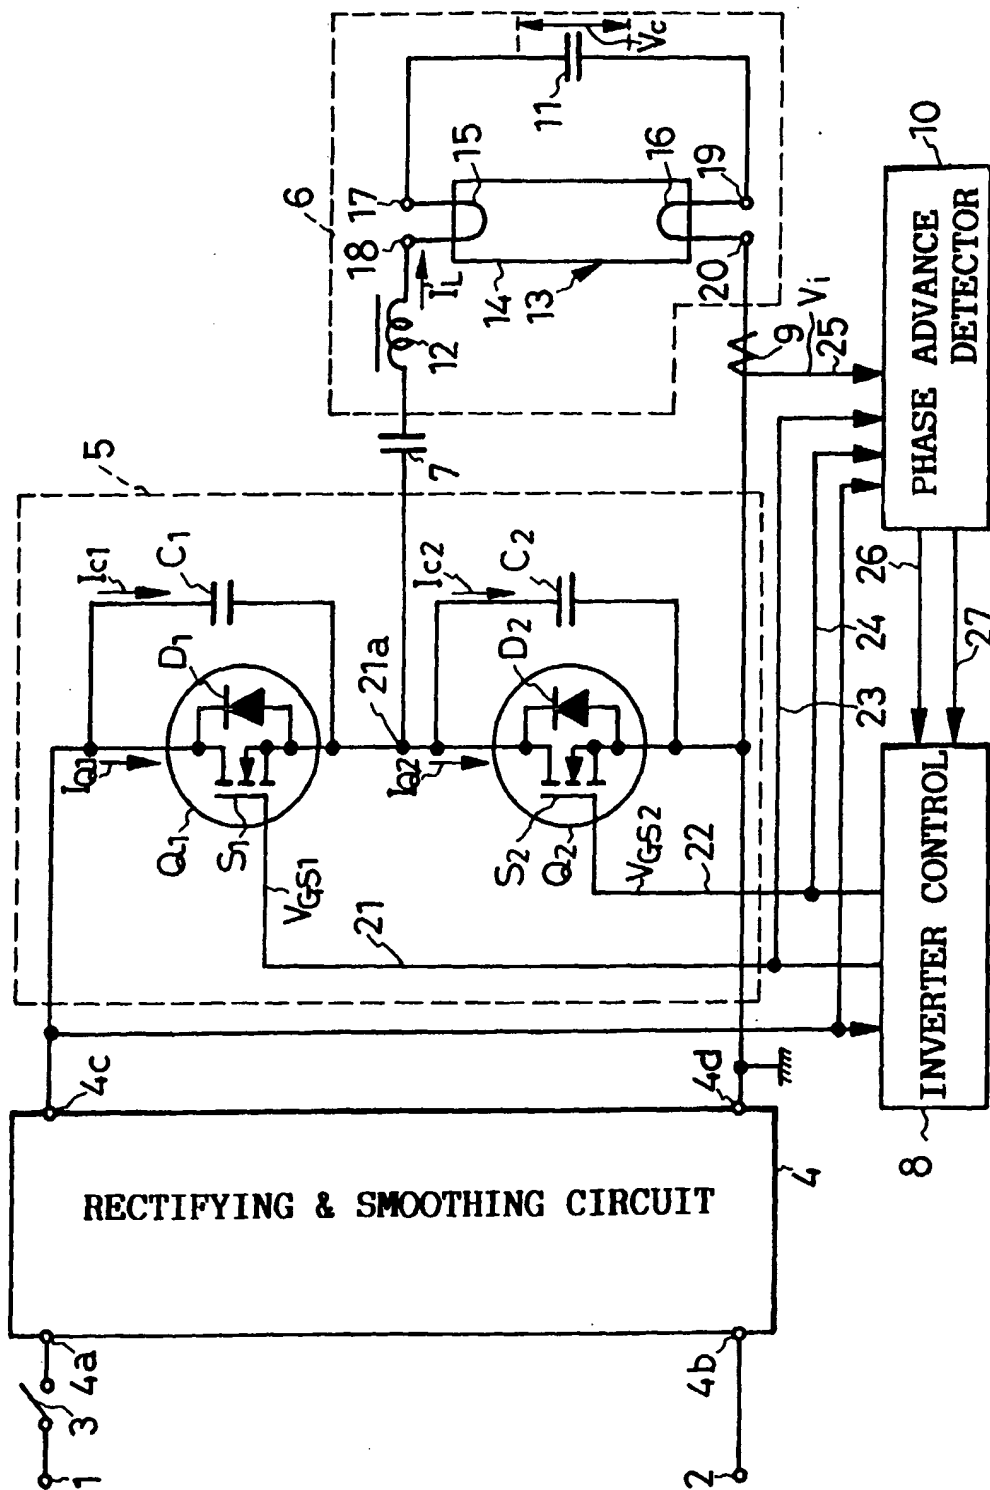 1
2
3
4a
4b
RECTIFYING & SMOOTHING CIRCUIT
4
4c
4d
5
IQ1
Q1
S1
D1
IC1
C1
VGS1
21
21a
IQ2
S2
Q2
D2
IC2
C2
VGS2
22
7
6
12
IL
18
17
14
13
15
16
20
19
11
Vc
9
Vi
25
8
INVERTER CONTROL
23
24
26
27
10
PHASE ADVANCE
DETECTOR